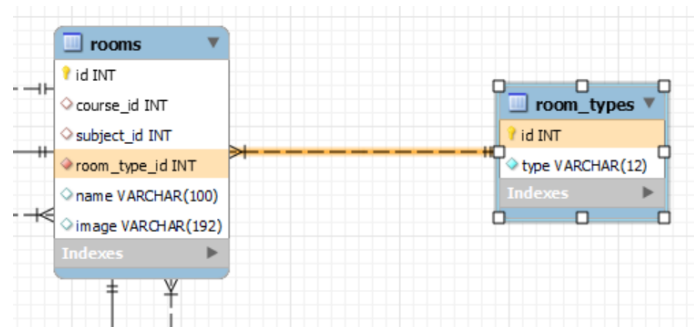 rooms
id INT
course_id INT
subject_id INT
room_type_id INT
name VARCHAR(100)
image VARCHAR(192)
Indexes
room_types
id INT
type VARCHAR(12)
Indexes